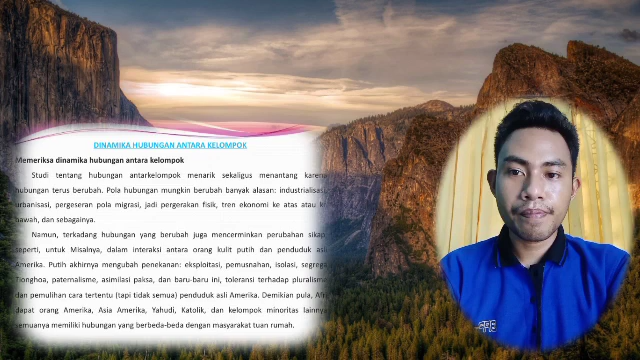 DINAMIKA HUBUNGAN ANTARA KELOMPOK
Memeriksa dinamika hubungan antara kelompok
Studi tentang hubungan antarkelompok menarik sekaligus menantang karena
hubungan terus berubah. Pola hubungan mungkin berubah banyak alasan: industrialisasi,
urbanisasi, pergeseran pola migrasi, jadi pergerakan fisik, tren ekonomi ke atas atau
bawah, dan sebagainya.
Namun, terkadang hubungan yang berubah juga mencerminkan perubahan sikap
seperti, untuk Misalnya, dalam interaksi antara orang kulit putih dan penduduk asli
Amerika. Putih akhirnya mengubah penekanan: eksploitasi, pemusnahan, isolasi, segreg
Tionghoa, paternalisme, asimilasi paksa, dan baru-baru ini, toleransi terhadap pluralisme
dan pemulihan cara tertentu (tapi tidak semua) penduduk asli Amerika. Demikian pula,
dapat orang Amerika, Asia Amerika, Yahudi, Katolik, dan kelompok minoritas lainnya
semuanya memiliki hubungan yang berbeda-beda dengan masyarakat tuan rumah.